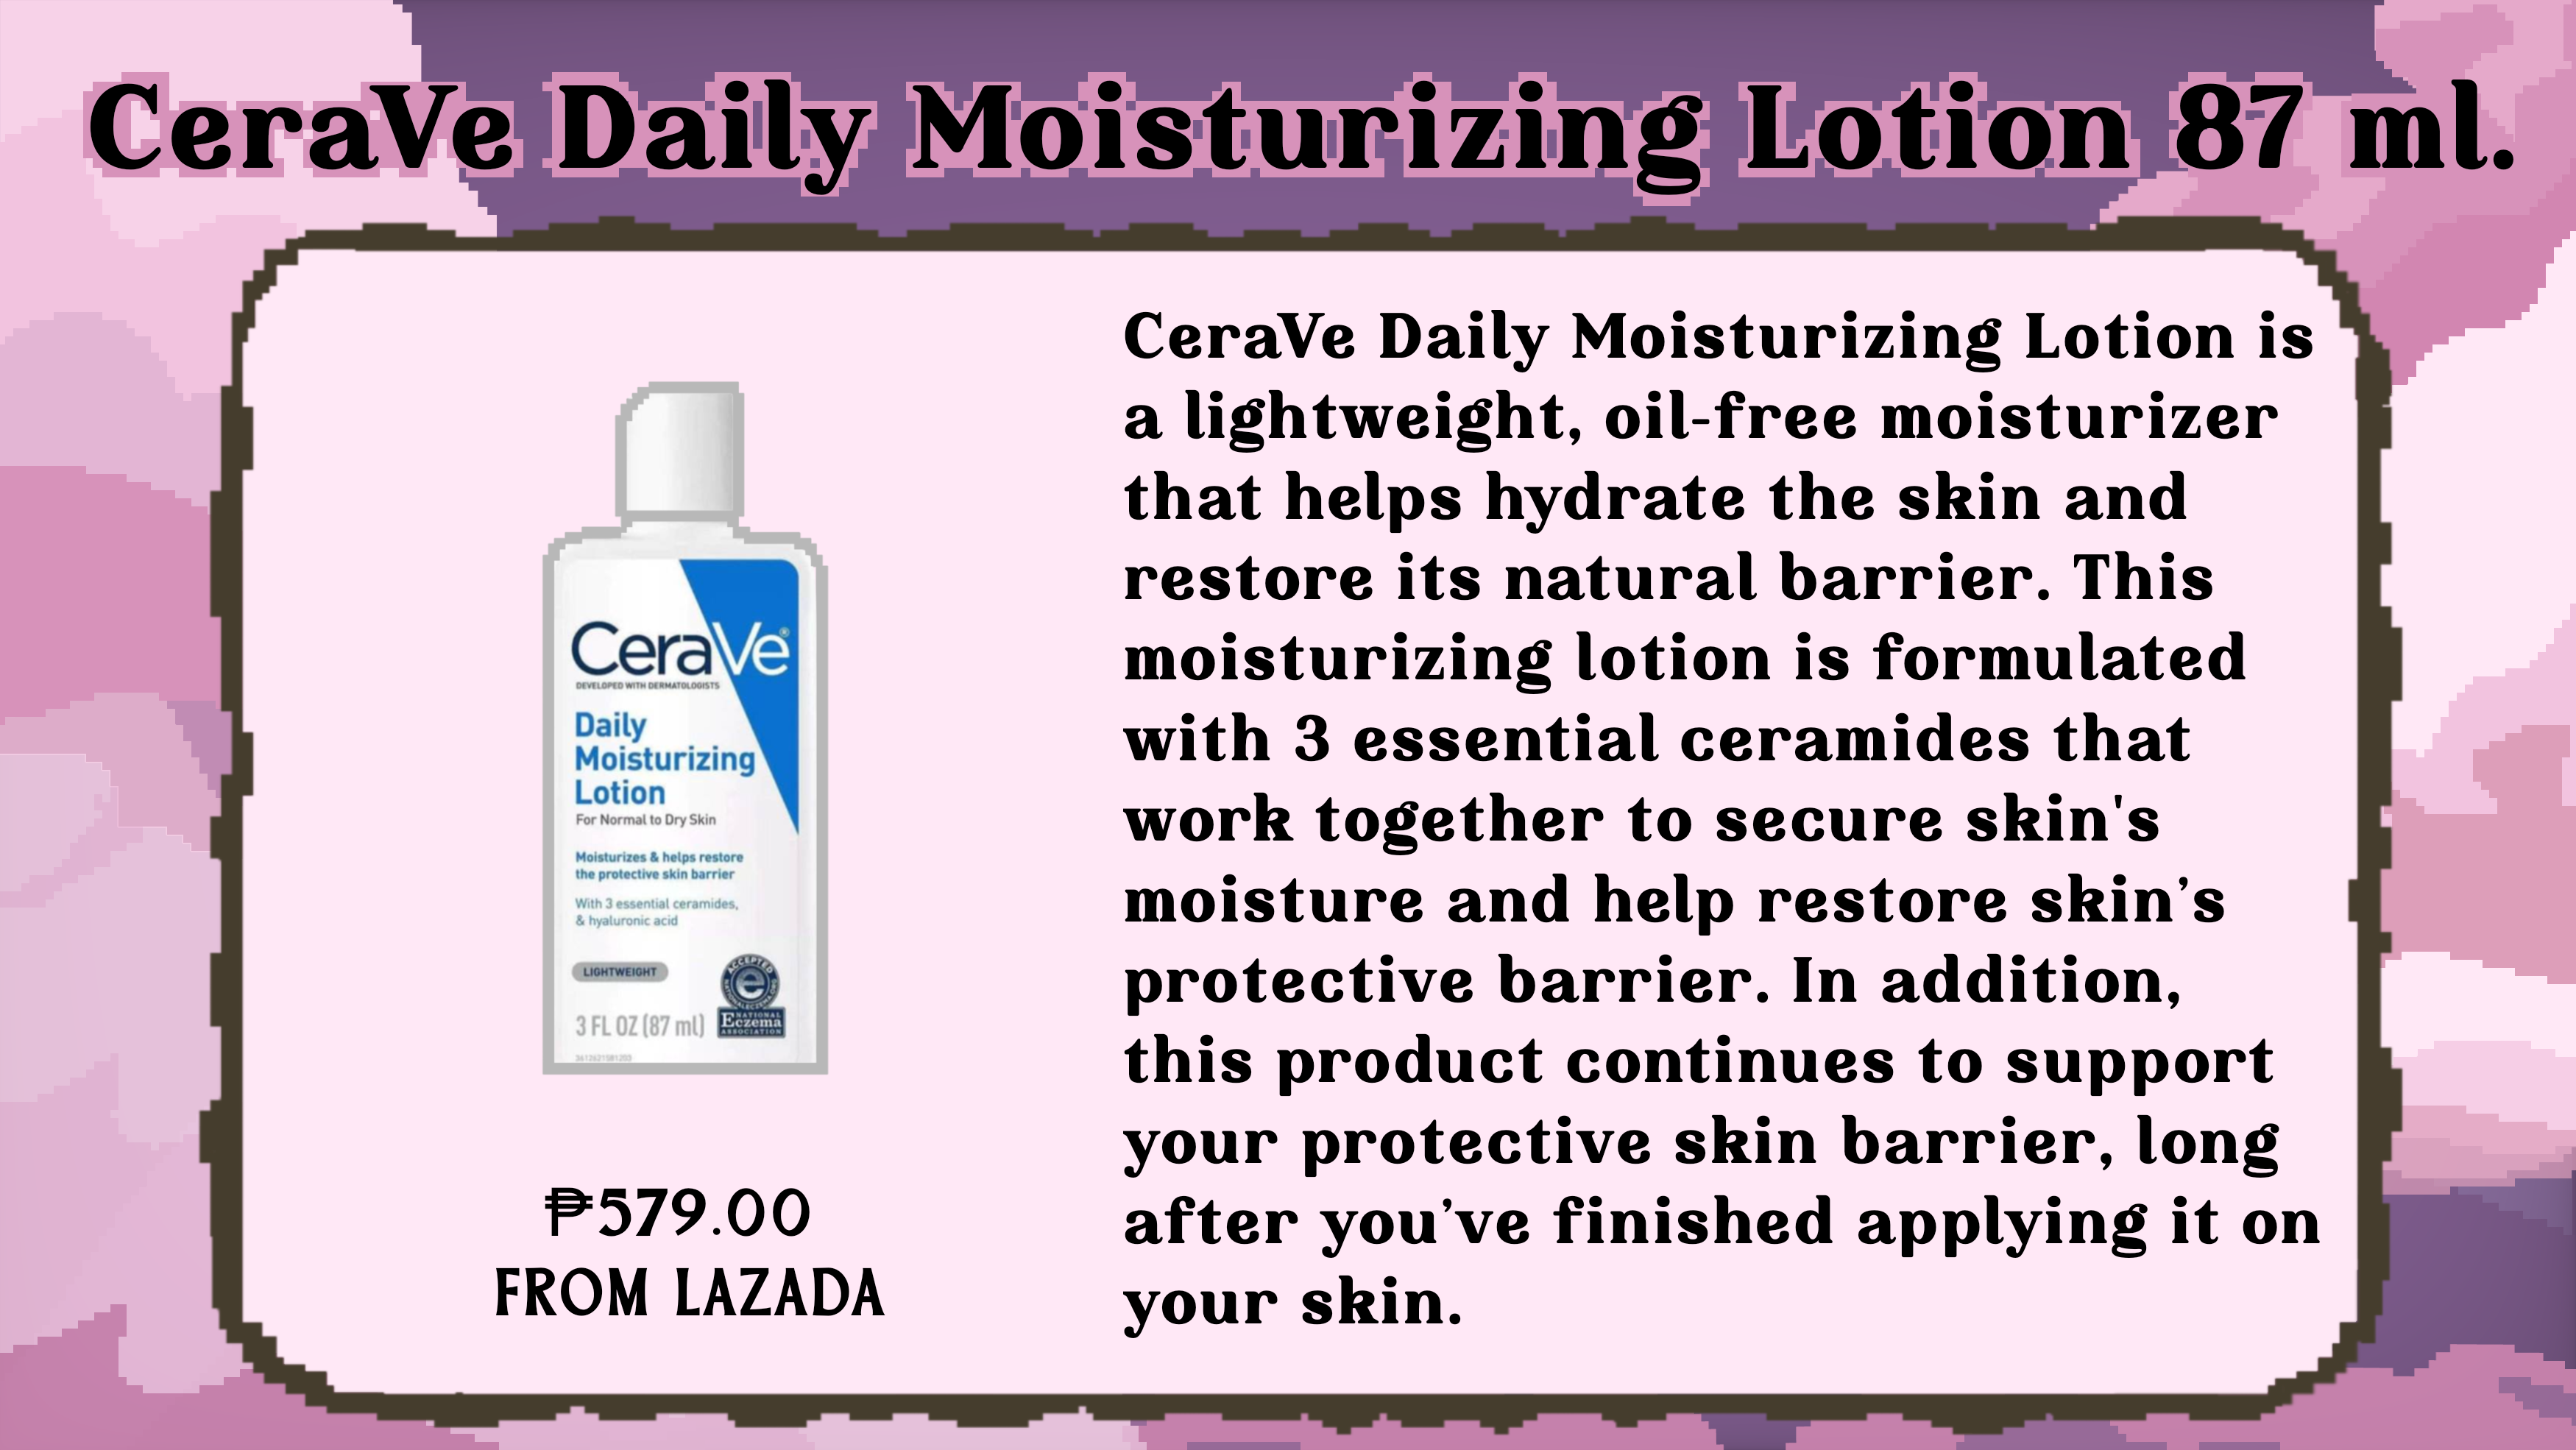 CeraVe Daily Moisturizing Lotion 87 ml.
CeraVe®
DEVELOPED WITH DERMATOLOGISTS
Daily
Moisturizing
Lotion
For Normal to Dry Skin
Moisturizes & helps restore
the protective skin barrier
With 3 essential ceramides,
& hyaluronic acid
LIGHTWEIGHT
ACCEPTED
e
3 FL OZ (87 ml)
NATIONAL
Eczema
ASSOCIATION
₱579.00
FROM LAZADA
CeraVe Daily Moisturizing Lotion is
a lightweight, oil-free moisturizer
that helps hydrate the skin and
restore its natural barrier. This
moisturizing lotion is formulated
with 3 essential ceramides that
work together to secure skin's
moisture and help restore skin’s
protective barrier. In addition,
this product continues to support
your protective skin barrier, long
after you’ve finished applying it on
your skin.